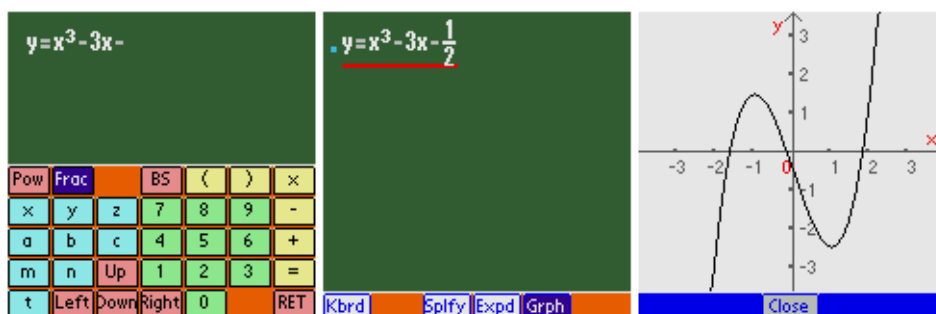 y=x³-3x-
Pow Frac BS ( ) ×
x y z 7 8 9 -
a b c 4 5 6 +
m n Up 1 2 3 =
t Left Down Right 0 RET
y=x³-3x-1/2
Kbrd Splfy Expd Grph
y
3
2
1
x
-3 -2 -1 0 1 2 3
-1
-2
-3
Close